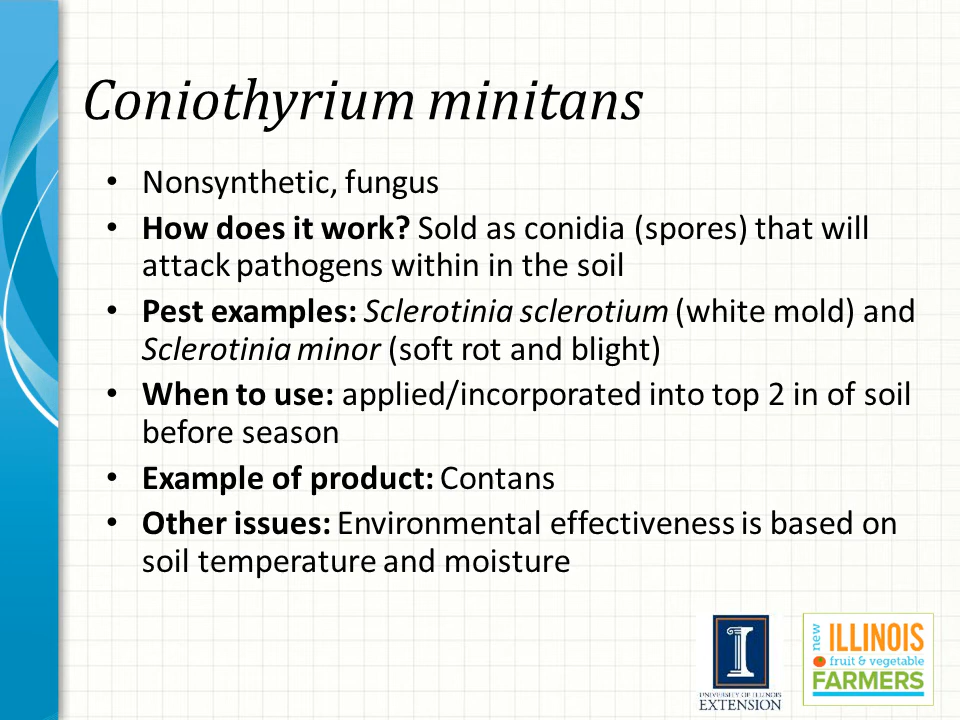 Coniothyrium minitans
• Nonsynthetic, fungus
• How does it work? Sold as conidia (spores) that will
attack pathogens within in the soil
• Pest examples: Sclerotinia sclerotium (white mold) and
Sclerotinia minor (soft rot and blight)
• When to use: applied/incorporated into top 2 in of soil
before season
• Example of product: Contans
• Other issues: Environmental effectiveness is based on
soil temperature and moisture
I
UNIVERSITY OF ILLINOIS
EXTENSION
new
ILLINOIS
fruit & vegetable
FARMERS